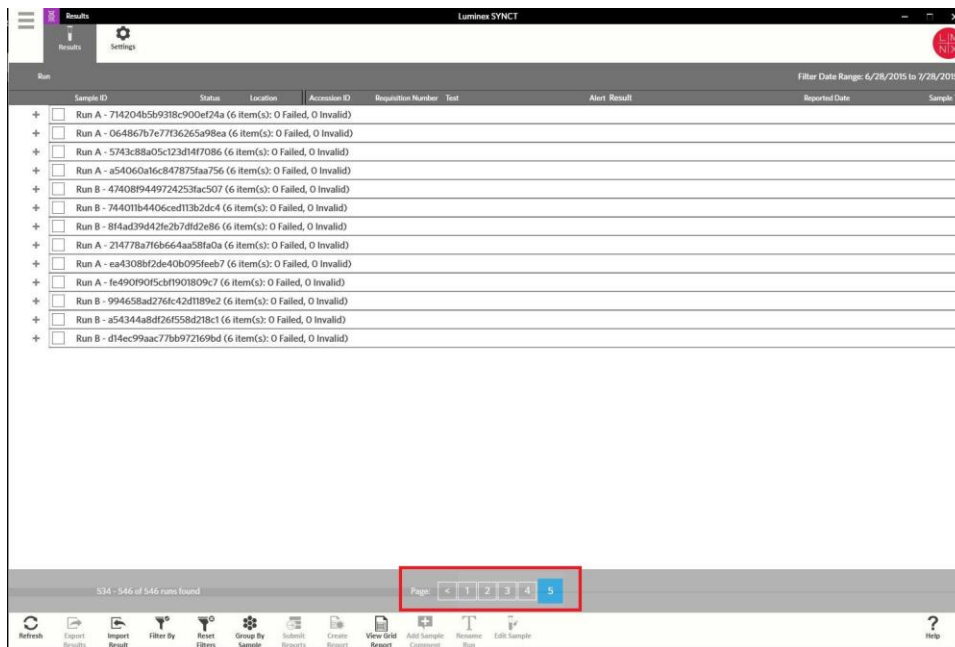 Results
Luminex SYNCT
Results
Settings
Run
Filter Date Range: 6/28/2015 to 7/28/2015
Sample ID Status Location Accession ID Requisition Number Test Alert Result Reported Date Sample
Run A - 714204b5b9318c900ef24a (6 item(s): 0 Failed, 0 Invalid)
Run A - 064867b7e77f36265a98ea (6 item(s): 0 Failed, 0 Invalid)
Run A - 5743c88a05c123d14f7086 (6 item(s): 0 Failed, 0 Invalid)
Run A - a54060a16c847875faa756 (6 item(s): 0 Failed, 0 Invalid)
Run B - 47408f9449724253fac507 (6 item(s): 0 Failed, 0 Invalid)
Run B - 744011b4406ced113b2dc4 (6 item(s): 0 Failed, 0 Invalid)
Run B - 8f4ad39d42fe2b7dfd2e86 (6 item(s): 0 Failed, 0 Invalid)
Run A - 214778a7f6b664aa58fa0a (6 item(s): 0 Failed, 0 Invalid)
Run A - ea4308bf2de40b095feeb7 (6 item(s): 0 Failed, 0 Invalid)
Run A - fe490f90f5cbf1901809c7 (6 item(s): 0 Failed, 0 Invalid)
Run B - 994658ad276fc42d1189e2 (6 item(s): 0 Failed, 0 Invalid)
Run B - a54344a8df26f558d218c1 (6 item(s): 0 Failed, 0 Invalid)
Run B - d14ec99aac77bb972169bd (6 item(s): 0 Failed, 0 Invalid)
534 - 546 of 546 runs found
Page: < 1 2 3 4 5
Refresh
Export Results
Import Result
Filter By
Reset Filters
Group By Sample
Submit Reports
Create Report
View Grid Report
Add Sample Comment
Rename Run
Edit Sample
? Help